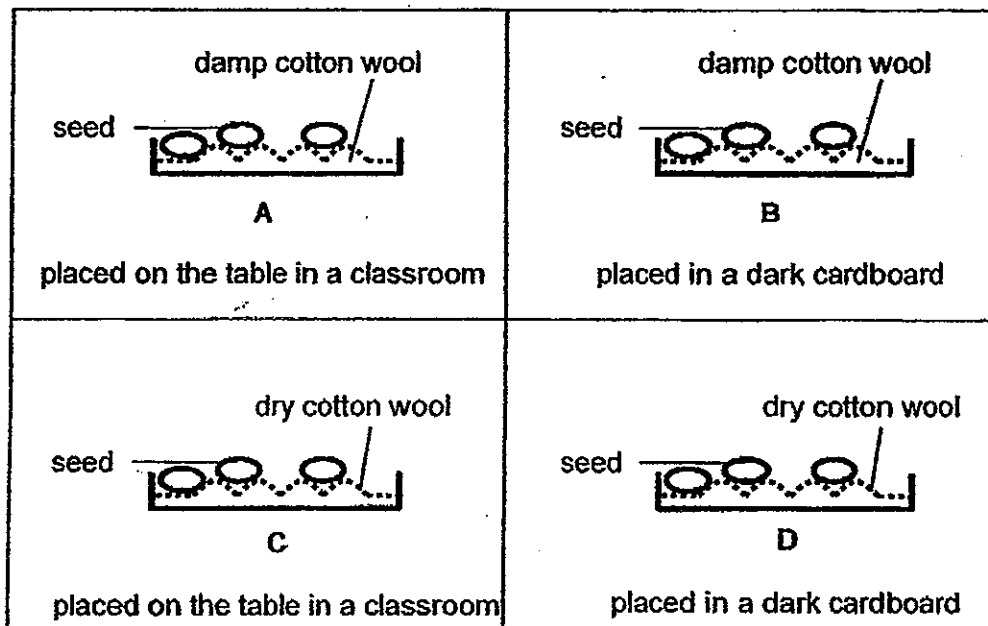 damp cotton wool
seed
A
placed on the table in a classroom
damp cotton wool
seed
B
placed in a dark cardboard
dry cotton wool
seed
C
placed on the table in a classroom
dry cotton wool
seed
D
placed in a dark cardboard